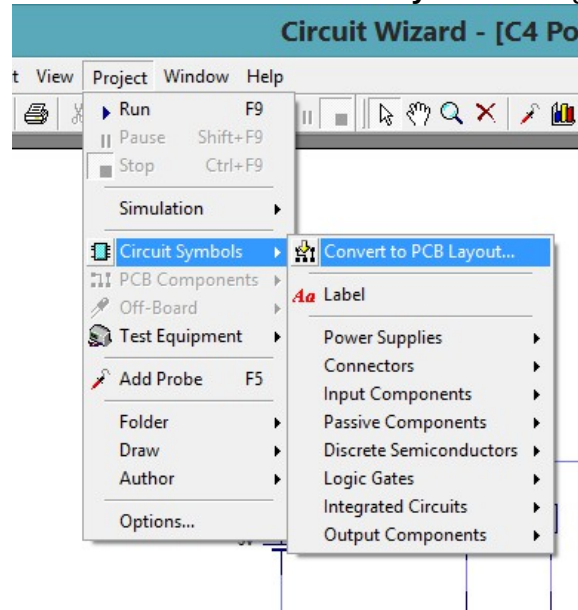 Circuit Wizard - [C4 Po
t View Project Window Help
Run F9
Pause Shift+F9
Stop Ctrl+F9
Simulation
Circuit Symbols
PCB Components
Off-Board
Test Equipment
Add Probe F5
Folder
Draw
Author
Options...
Convert to PCB Layout...
Aa Label
Power Supplies
Connectors
Input Components
Passive Components
Discrete Semiconductors
Logic Gates
Integrated Circuits
Output Components